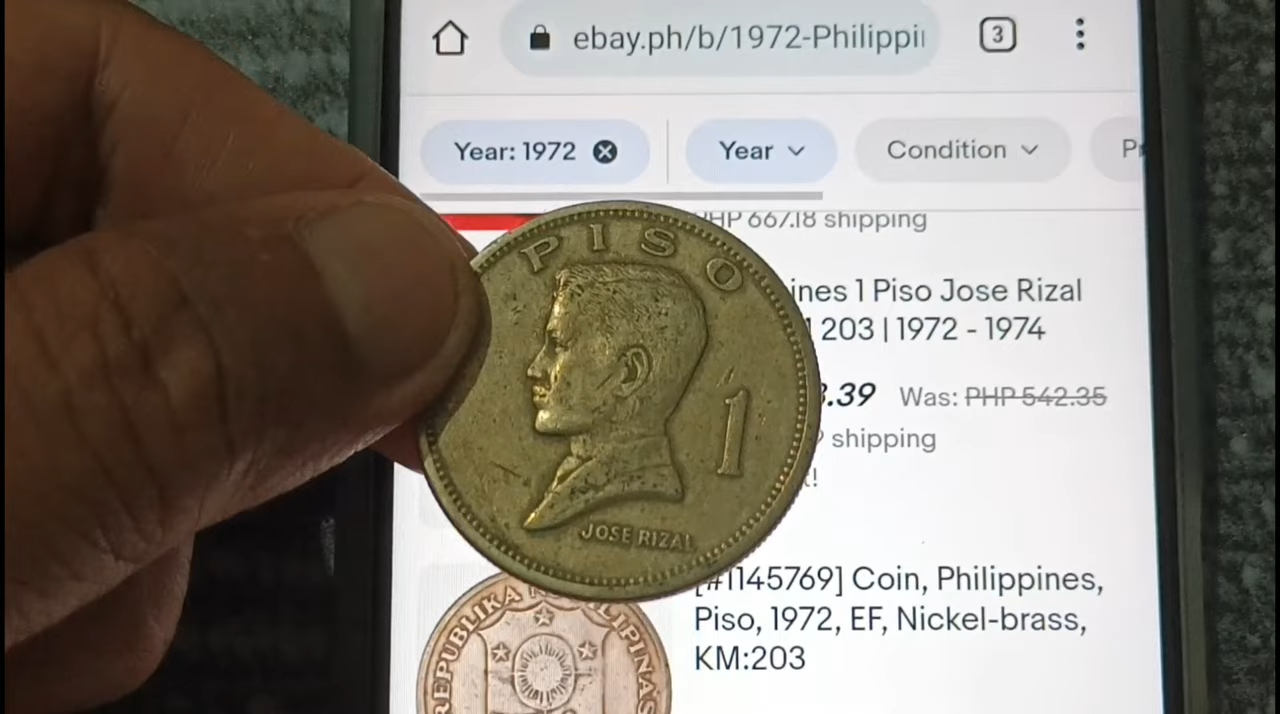 3
ebay.ph/b/1972-Philippi
Year: 1972
Year
Condition
PHP 667.18 shipping
PISO
ines 1 Piso Jose Rizal
203 | 1972 - 1974
.39 Was: PHP 542.35
shipping
1
JOSE RIZAL
[#1145769] Coin, Philippines,
Piso, 1972, EF, Nickel-brass,
KM:203
REPUBLIKA ILIPINAS